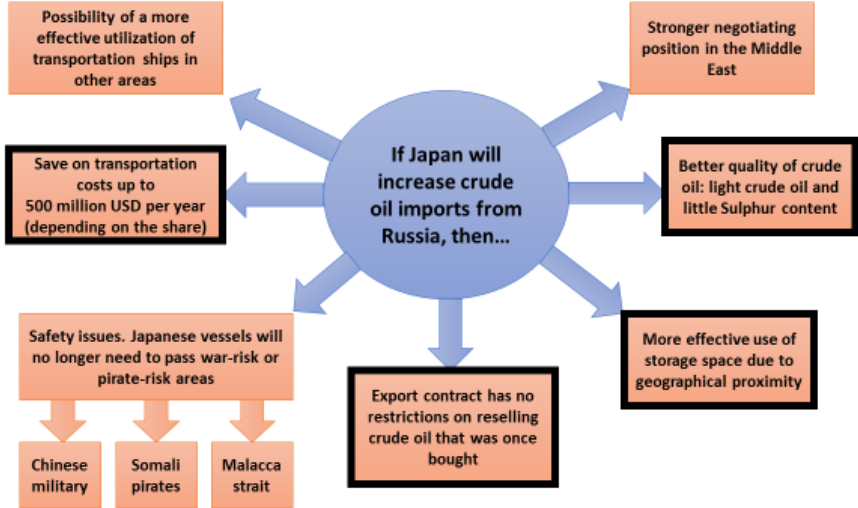 Possibility of a more
effective utilization of
transportation ships in
other areas
Stronger negotiating
position in the Middle
East
If Japan will
increase crude
oil imports from
Russia, then...
Save on transportation
costs up to
500 million USD per year
(depending on the share)
Better quality of crude
oil: light crude oil and
little Sulphur content
Safety issues. Japanese vessels will
no longer need to pass war-risk or
pirate-risk areas
More effective use of
storage space due to
geographical proximity
Export contract has no
restrictions on reselling
crude oil that was once
bought
Chinese
military
Somali
pirates
Malacca
strait